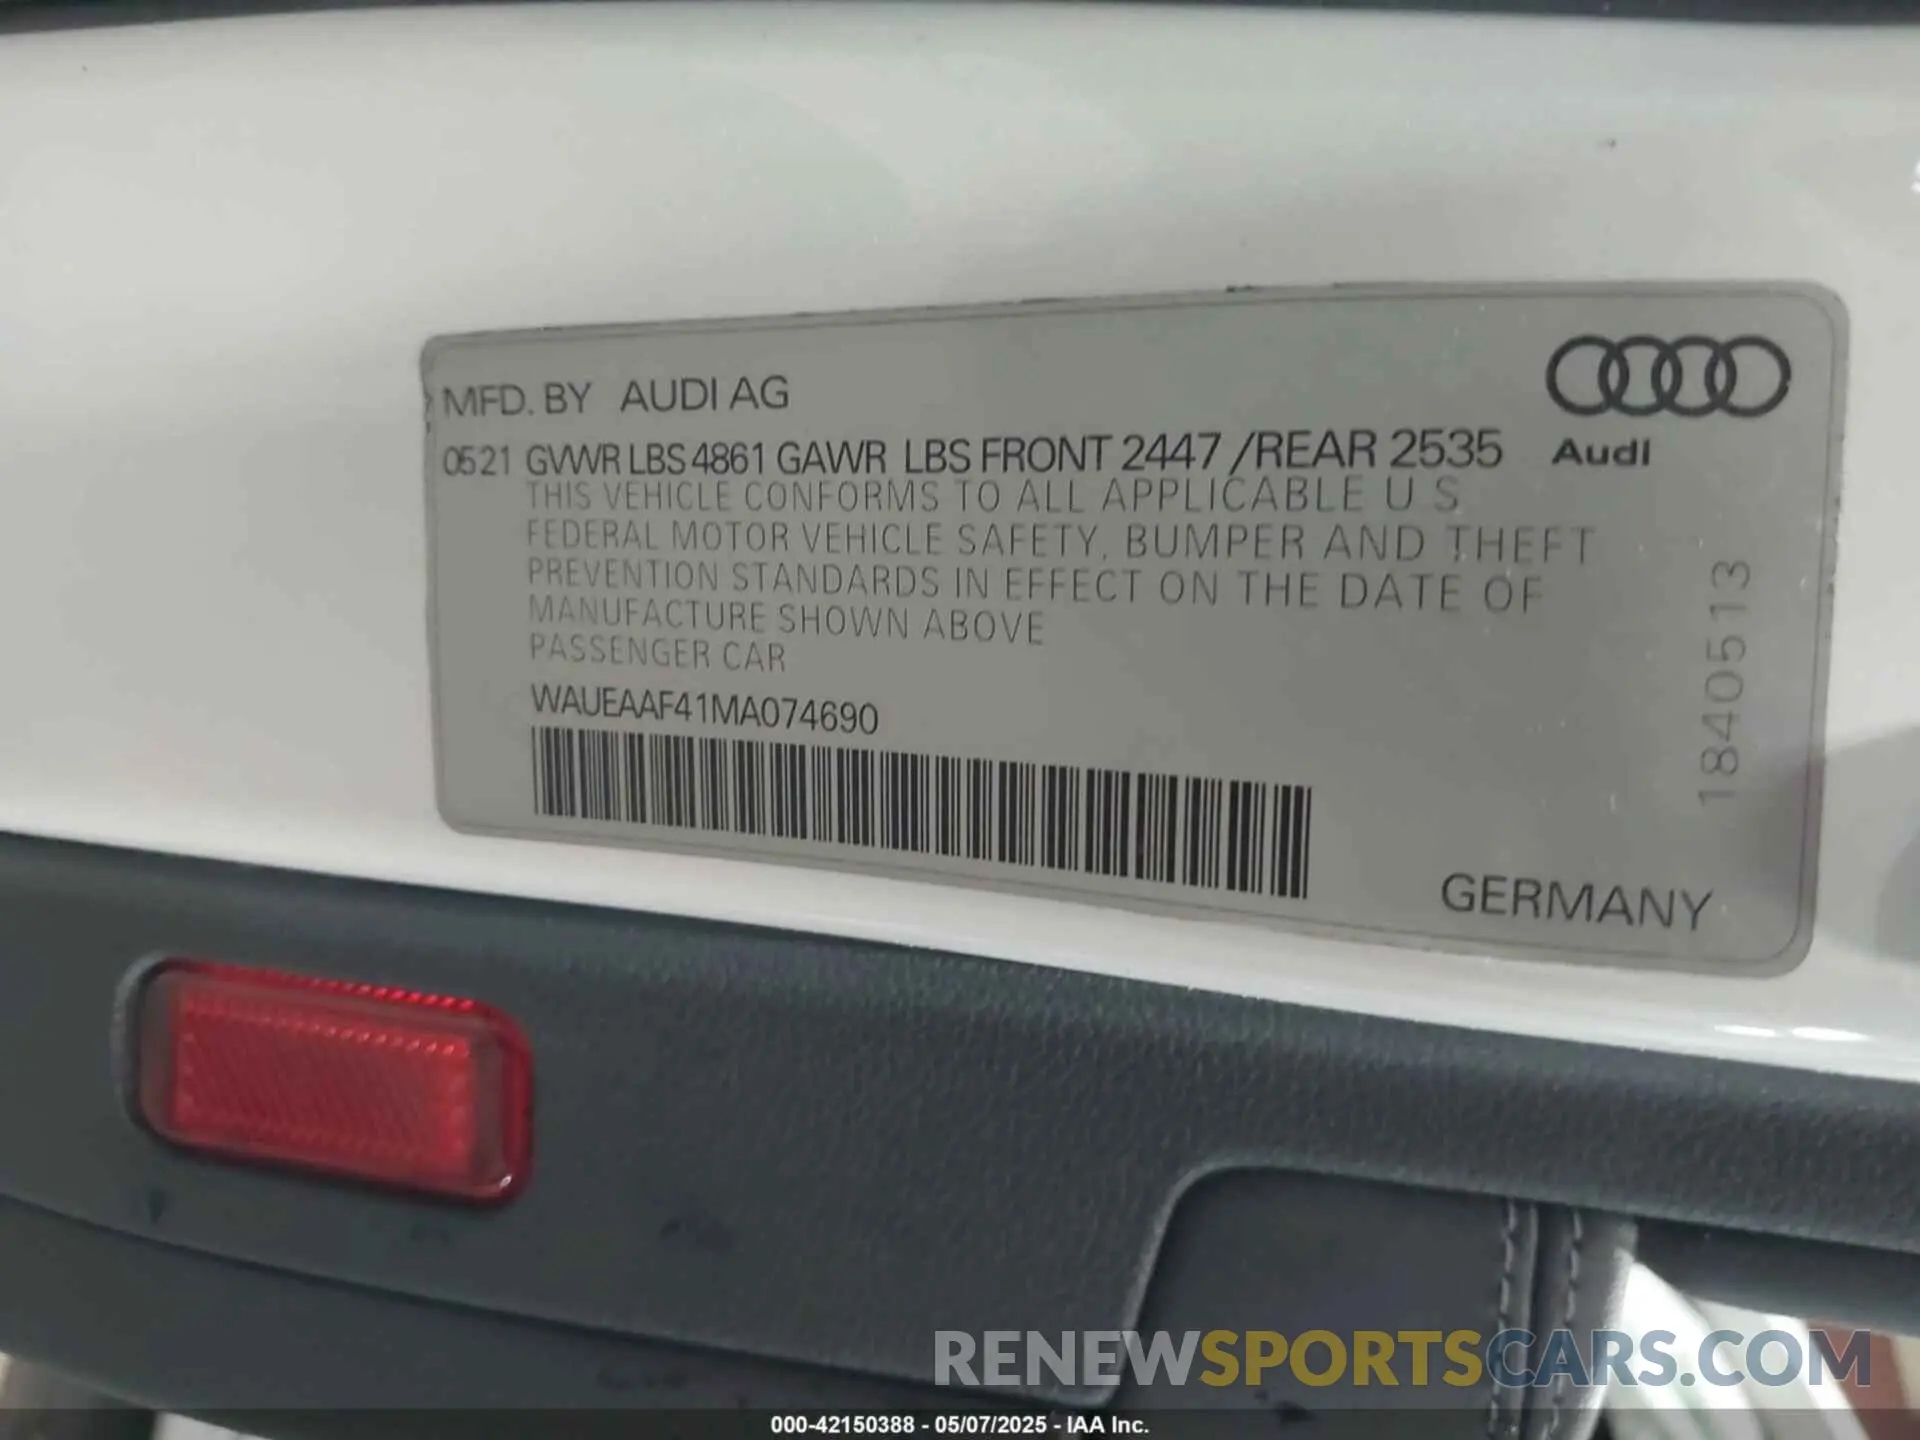 MFD. BY AUDI AG
0521 GVWR LBS 4861 GAWR LBS FRONT 2447 /REAR 2535
Audi
THIS VEHICLE CONFORMS TO ALL APPLICABLE U S
FEDERAL MOTOR VEHICLE SAFETY, BUMPER AND THEFT
PREVENTION STANDARDS IN EFFECT ON THE DATE OF
MANUFACTURE SHOWN ABOVE
PASSENGER CAR
WAUEAAF41MA074690
1840513
GERMANY
RENEWSPORTSCARS.COM
000-42150388 - 05/07/2025 - IAA Inc.